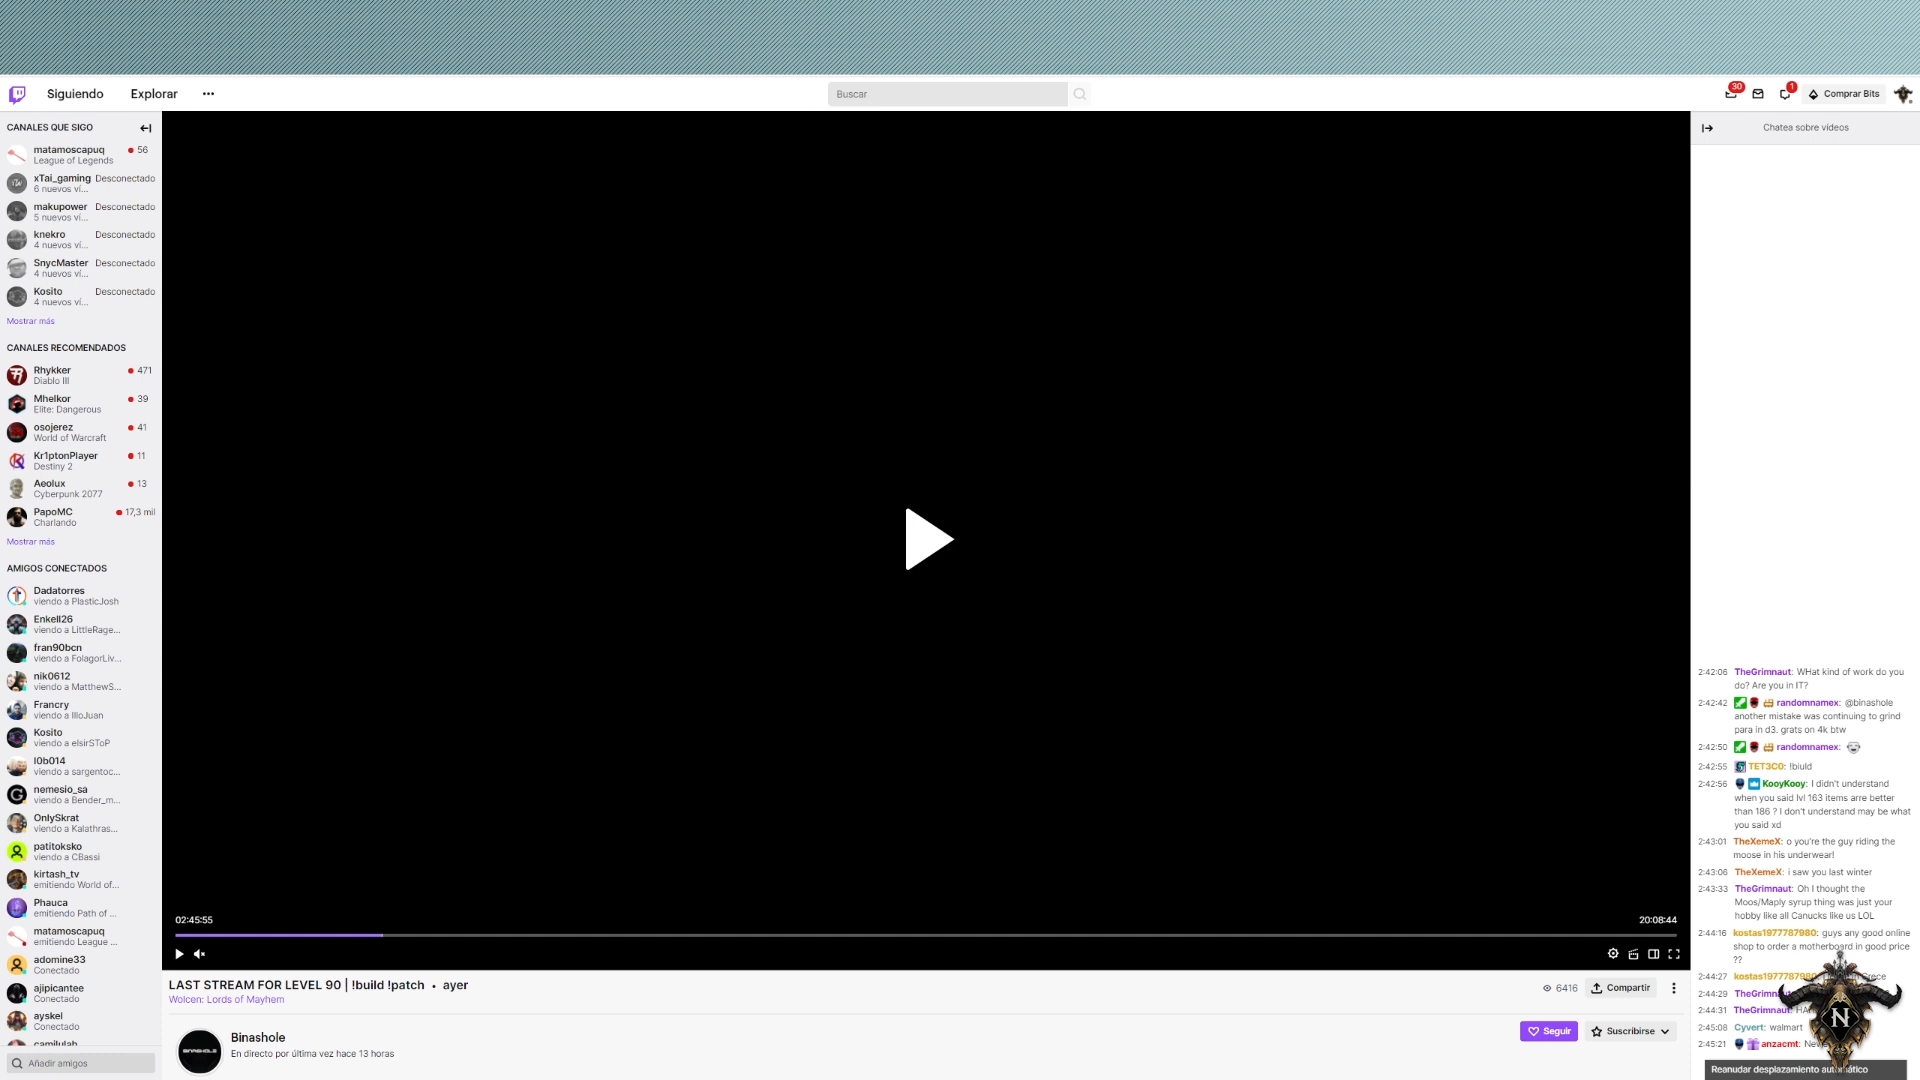 Siguiendo
Explorar
Buscar
30
1
Comprar Bits
CANALES QUE SIGO
matamoscapuq
56
League of Legends
xTai_gaming
Desconectado
6 nuevos ví...
makupower
Desconectado
5 nuevos ví...
knekro
Desconectado
4 nuevos ví...
SnycMaster
Desconectado
4 nuevos ví...
Kosito
Desconectado
4 nuevos ví...
Mostrar más
CANALES RECOMENDADOS
Rhykker
471
Diablo III
Mhelkor
39
Elite: Dangerous
osojerez
41
World of Warcraft
Kr1ptonPlayer
11
Destiny 2
Aeolux
13
Cyberpunk 2077
PapoMC
17,3 mil
Charlando
Mostrar más
AMIGOS CONECTADOS
Dadatorres
viendo a PlasticJosh
Enkell26
viendo a LittleRage...
fran90bcn
viendo a FolagorLiv...
nik0612
viendo a MatthewS...
Francry
viendo a IlloJuan
Kosito
viendo a elsirSToP
l0b014
viendo a sargentoc...
nemesio_sa
viendo a Bender_m...
OnlySkrat
viendo a Kalathras...
patitoksko
viendo a CBassi
kirtash_tv
emitiendo World of...
Phauca
emitiendo Path of ...
matamoscapuq
emitiendo League ...
adomine33
Conectado
ajipicantee
Conectado
ayskel
Conectado
camilulah
Añadir amigos
02:45:55
20:08:44
LAST STREAM FOR LEVEL 90 | !build !patch • ayer
Wolcen: Lords of Mayhem
6416
Compartir
BINASHOLE
Binashole
En directo por última vez hace 13 horas
Seguir
Suscribirse
Chatea sobre vídeos
2:42:06 TheGrimnaut: WHat kind of work do you
do? Are you in IT?
2:42:42 randomnamex: @binashole
another mistake was continuing to grind
para in d3. grats on 4k btw
2:42:50 randomnamex:
2:42:55 TET3C0: !biuld
2:42:56 KooyKooy: I didn't understand
when you said lvl 163 items arre better
than 186 ? I don't understand may be what
you said xd
2:43:01 TheXemeX: o you're the guy riding the
moose in his underwear!
2:43:06 TheXemeX: i saw you last winter
2:43:33 TheGrimnaut: Oh I thought the
Moos/Maply syrup thing was just your
hobby like all Canucks like us LOL
2:44:16 kostas1977787980: guys any good online
shop to order a motherboard in good price
??
2:44:27 kostas1977787980:
2:44:29 TheGrimn
2:44:31 TheGrimnaut: HA
2:45:08 Cyvert: walmart
2:45:21 anzacmt: New
N
Reanudar desplazamiento automático